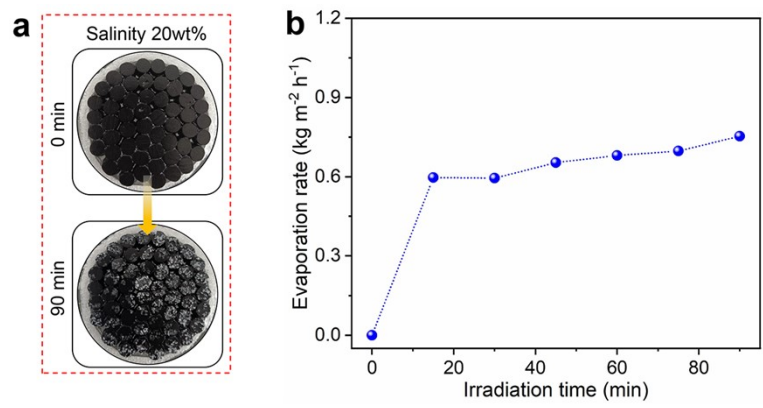 a
Salinity 20wt%
0 min
90 min
b
Evaporation rate (kg m⁻² h⁻¹)
1.2
0.9
0.6
0.3
0.0
0 20 40 60 80
Irradiation time (min)